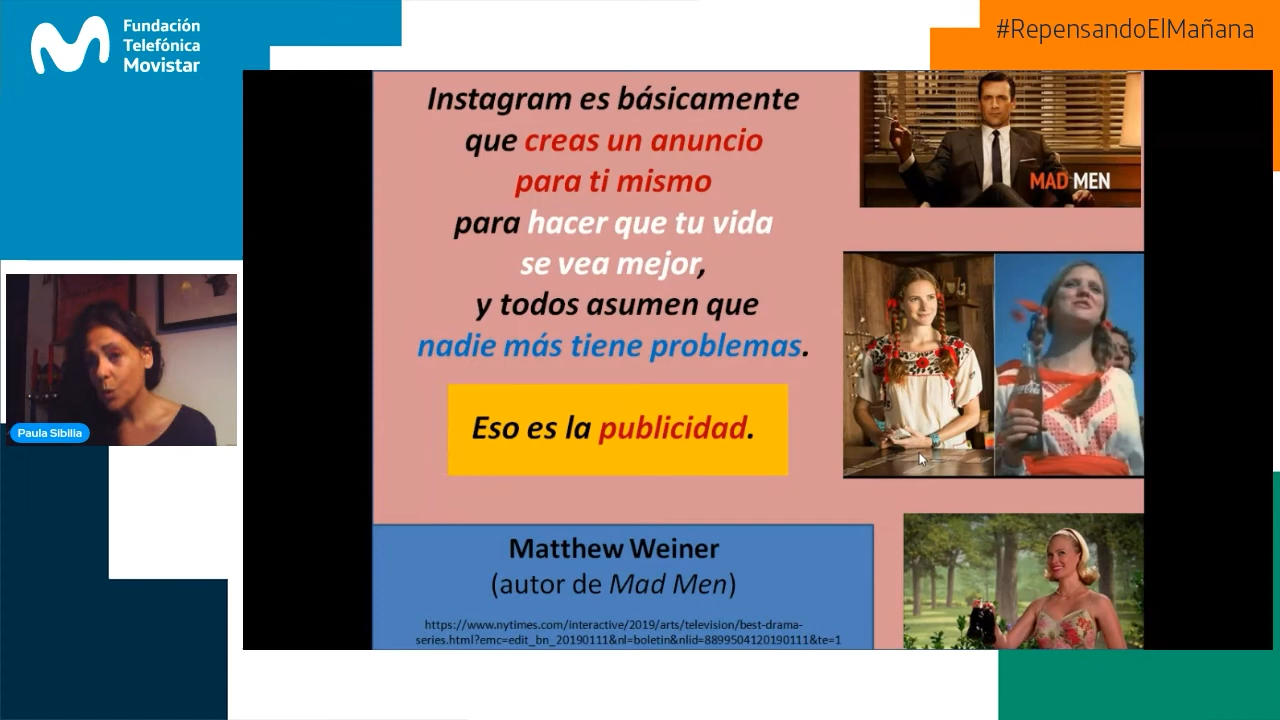 Fundación
Telefónica
Movistar
#RepensandoElMañana
Instagram es básicamente
que creas un anuncio
para ti mismo
para hacer que tu vida
se vea mejor,
y todos asumen que
nadie más tiene problemas.
Eso es la publicidad.
MAD MEN
Paula Sibilia
Matthew Weiner
(autor de Mad Men)
https://www.nytimes.com/interactive/2019/arts/television/best-drama-
series.html?emc=edit_bn_20190111&nl=boletin&nlid=8899504120190111&te=1